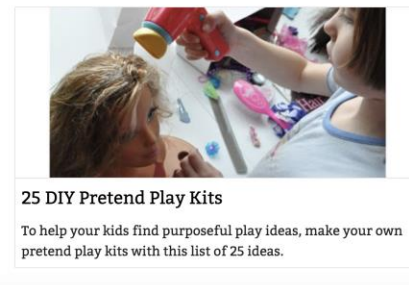 Hai
25 DIY Pretend Play Kits
To help your kids find purposeful play ideas, make your own
pretend play kits with this list of 25 ideas.